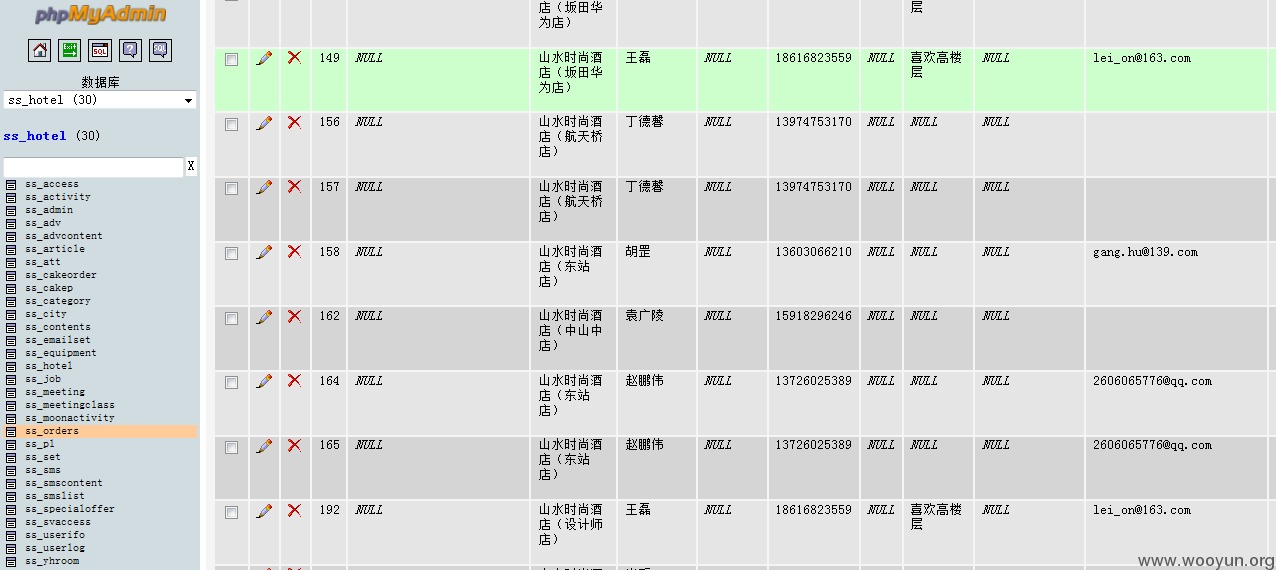 phpMyAdmin
数据库
ss_hotel (30)
ss_hotel (30)
X
ss_access
ss_activity
ss_admin
ss_adv
ss_advcontent
ss_article
ss_att
ss_cakeorder
ss_cakep
ss_category
ss_city
ss_contents
ss_emailset
ss_equipment
ss_hotel
ss_job
ss_meeting
ss_meetingclass
ss_moonactivity
ss_orders
ss_pl
ss_set
ss_sms
ss_smscontent
ss_smslist
ss_specialoffer
ss_svaccess
ss_userifo
ss_userlog
ss_yhroom
店（坂田华
为店）
层
149 NULL 山水时尚酒 王磊 NULL 18616823559 NULL 喜欢高楼 NULL lei_on@163.com
店（坂田华 层
为店）
156 NULL 山水时尚酒 丁德馨 NULL 13974753170 NULL NULL NULL
店（航天桥
店）
157 NULL 山水时尚酒 丁德馨 NULL 13974753170 NULL NULL NULL
店（航天桥
店）
158 NULL 山水时尚酒 胡罡 NULL 13603066210 NULL NULL NULL gang.hu@139.com
店（东站
店）
162 NULL 山水时尚酒 袁广陵 NULL 15918296246 NULL NULL NULL
店（中山中
店）
164 NULL 山水时尚酒 赵鹏伟 NULL 13726025389 NULL NULL NULL 2606065776@qq.com
店（东站
店）
165 NULL 山水时尚酒 赵鹏伟 NULL 13726025389 NULL NULL NULL 2606065776@qq.com
店（东站
店）
192 NULL 山水时尚酒 王磊 NULL 18616823559 NULL 喜欢高楼 NULL lei_on@163.com
店（设计师 层
店）
www.wooyun.org